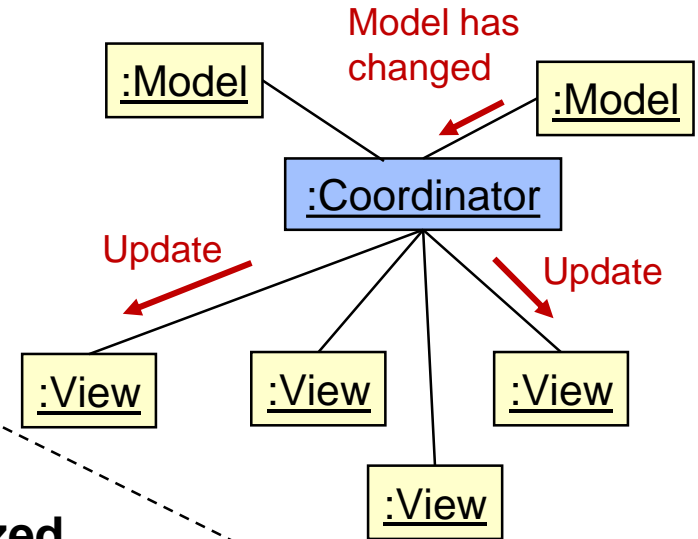 Model has
changed
:Model
:Model
:Coordinator
Update
Update
:View
:View
:View
:View